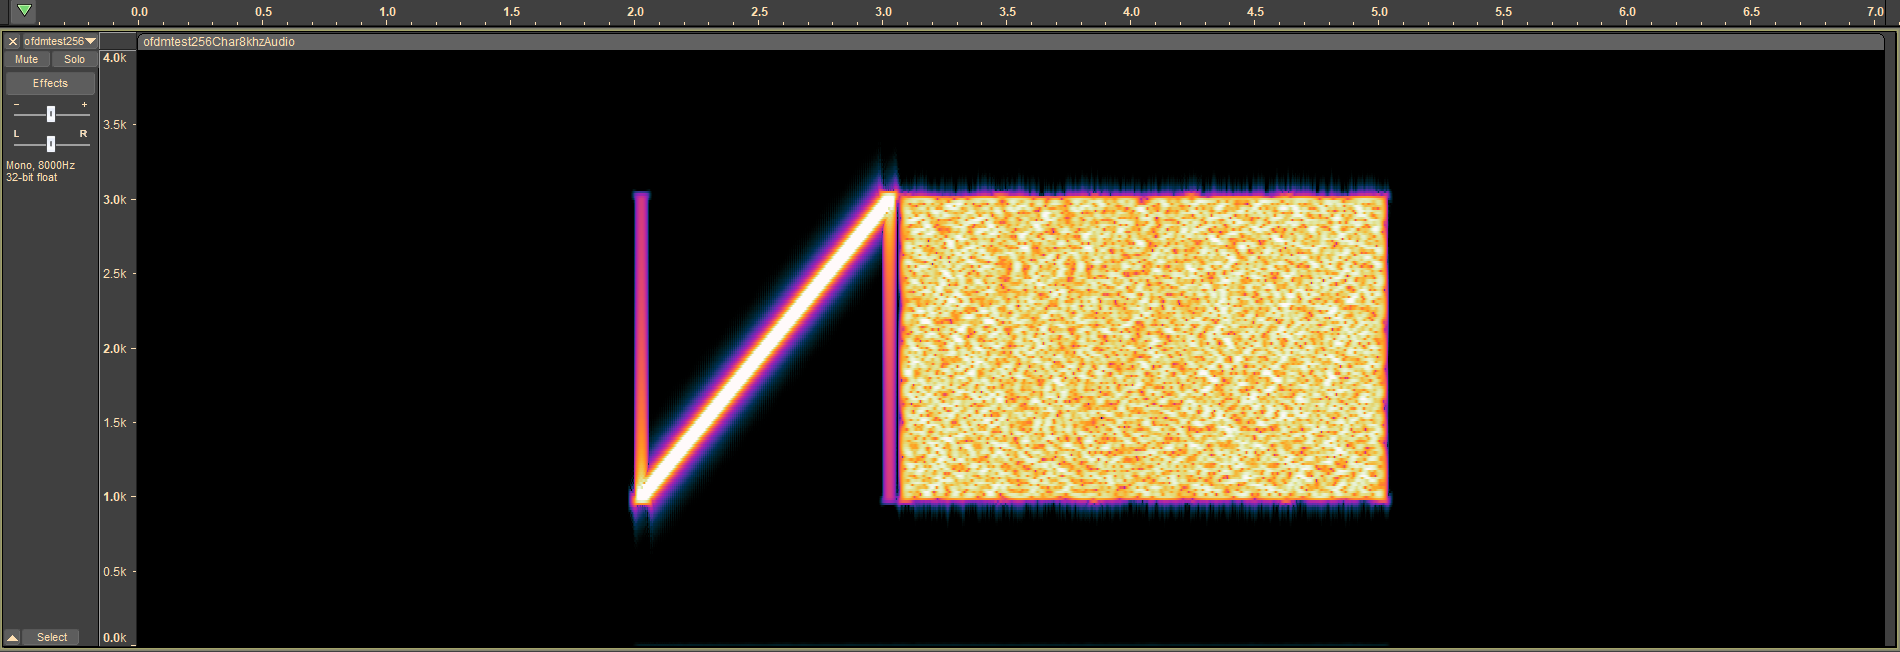 0.0 0.5 1.0 1.5 2.0 2.5 3.0 3.5 4.0 4.5 5.0 5.5 6.0 6.5 7.0
ofdmtest256
ofdmtest256Char8khzAudio
Mute Solo
Effects
- +
L R
Mono, 8000Hz
32-bit float
Select
4.0k
3.5k
3.0k
2.5k
2.0k
1.5k
1.0k
0.5k
0.0k